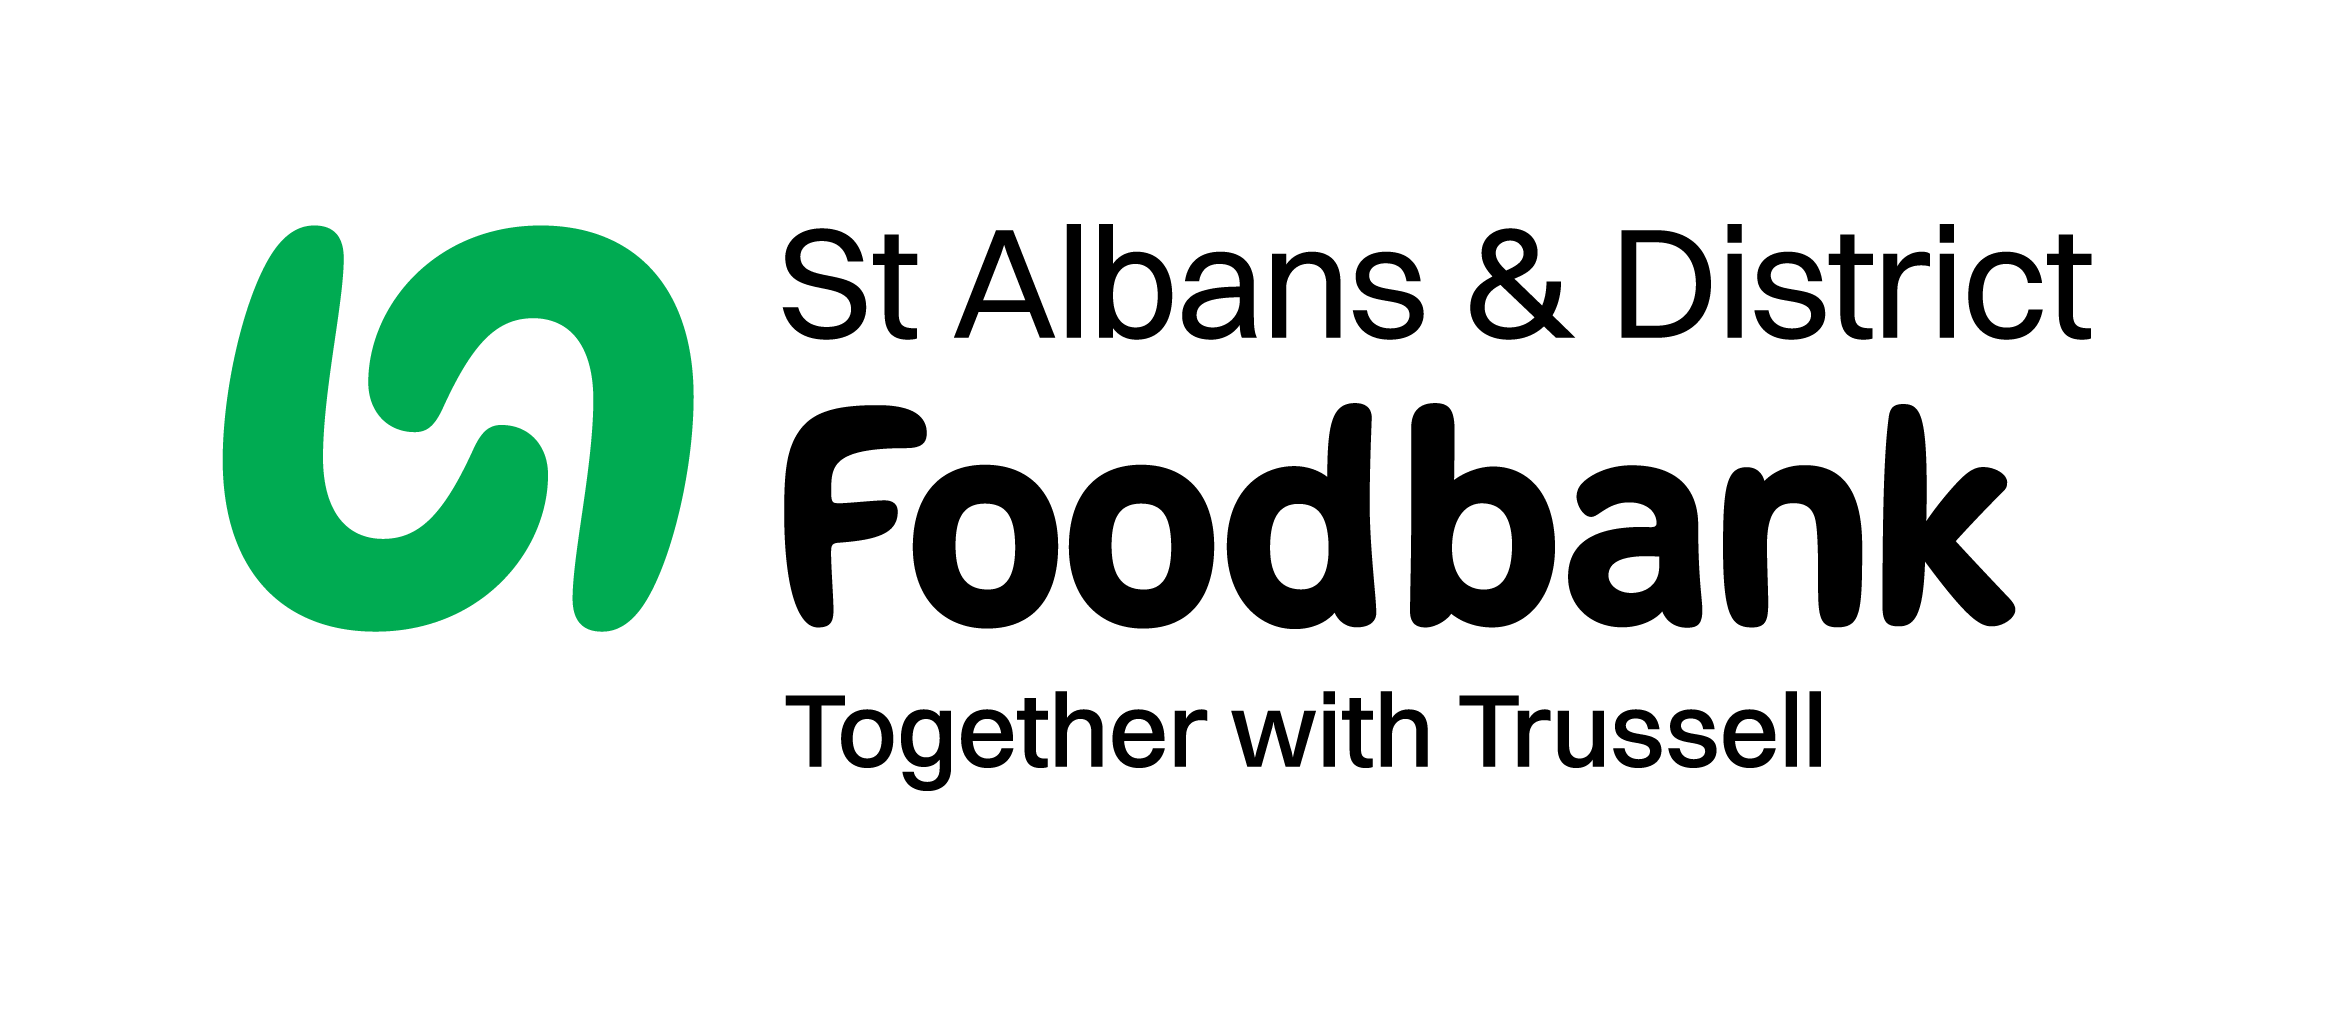 St Albans & District
Foodbank
Together with Trussell